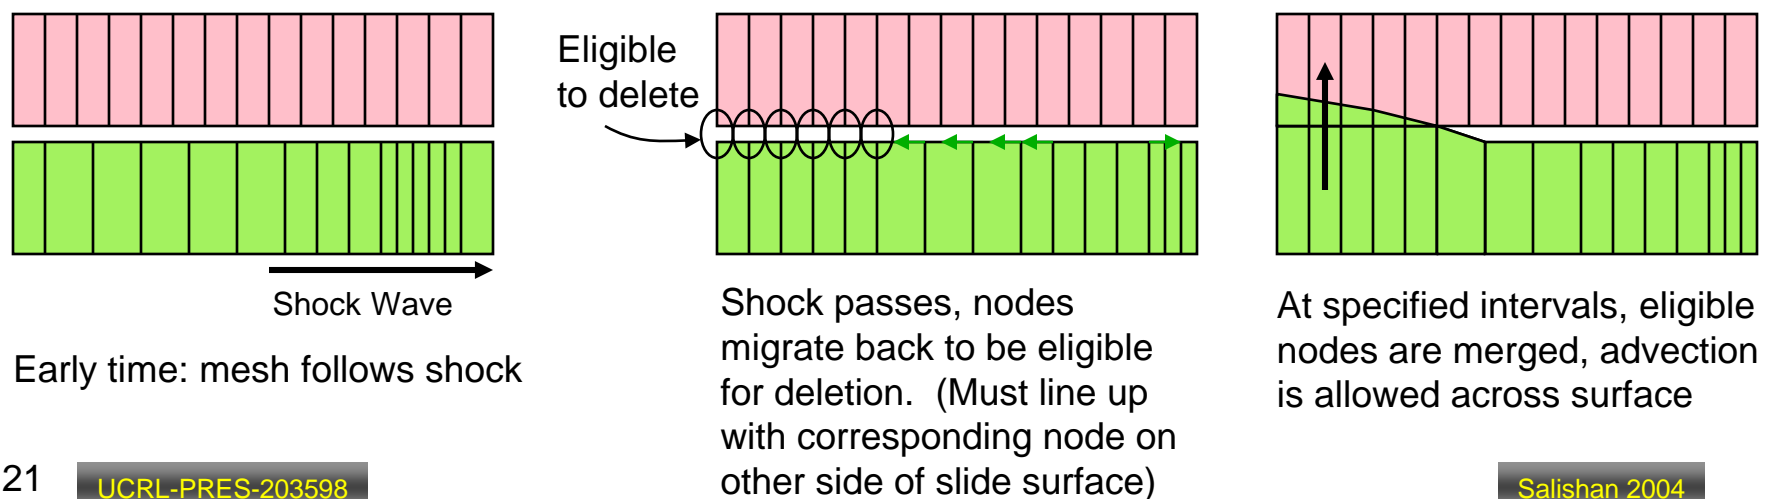 Eligible
to delete
Shock Wave
Early time: mesh follows shock
Shock passes, nodes
migrate back to be eligible
for deletion. (Must line up
with corresponding node on
other side of slide surface)
At specified intervals, eligible
nodes are merged, advection
is allowed across surface
21
UCRL-PRES-203598
Salishan 2004